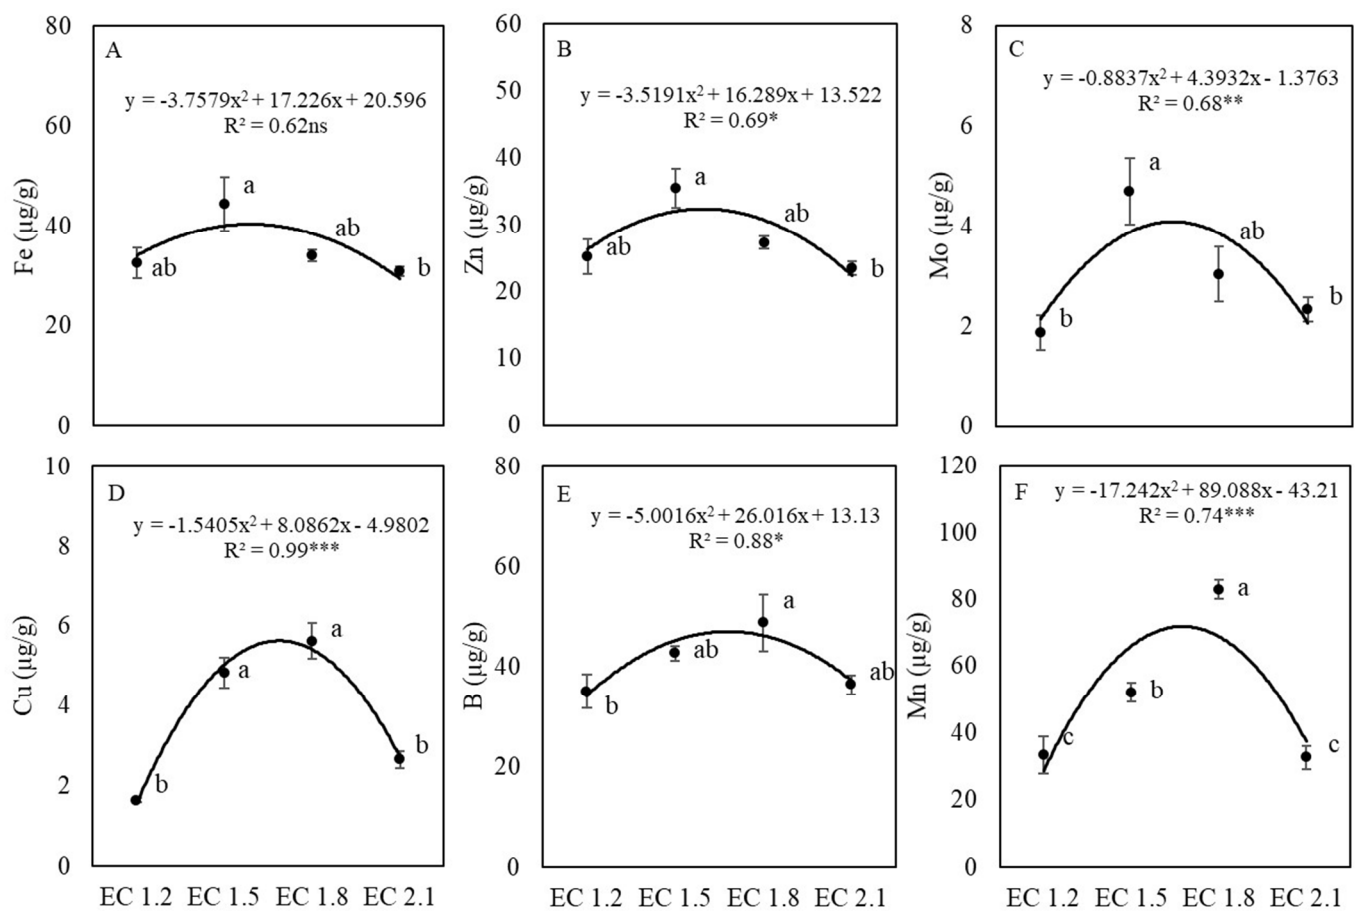 A
y = -3.7579x² + 17.226x + 20.596
R² = 0.62ns
Fe (µg/g)
80
60
40
20
0
ab
a
ab
b
B
y = -3.5191x² + 16.289x + 13.522
R² = 0.69*
Zn (µg/g)
60
50
40
30
20
10
0
ab
a
ab
b
C
y = -0.8837x² + 4.3932x - 1.3763
R² = 0.68**
Mo (µg/g)
8
6
4
2
0
b
a
ab
b
D
y = -1.5405x² + 8.0862x - 4.9802
R² = 0.99***
Cu (µg/g)
10
8
6
4
2
0
b
a
a
b
EC 1.2 EC 1.5 EC 1.8 EC 2.1
E
y = -5.0016x² + 26.016x + 13.13
R² = 0.88*
B (µg/g)
80
60
40
20
0
b
ab
a
ab
EC 1.2 EC 1.5 EC 1.8 EC 2.1
F
y = -17.242x² + 89.088x - 43.21
R² = 0.74***
Mn (µg/g)
120
100
80
60
40
20
0
c
b
a
c
EC 1.2 EC 1.5 EC 1.8 EC 2.1